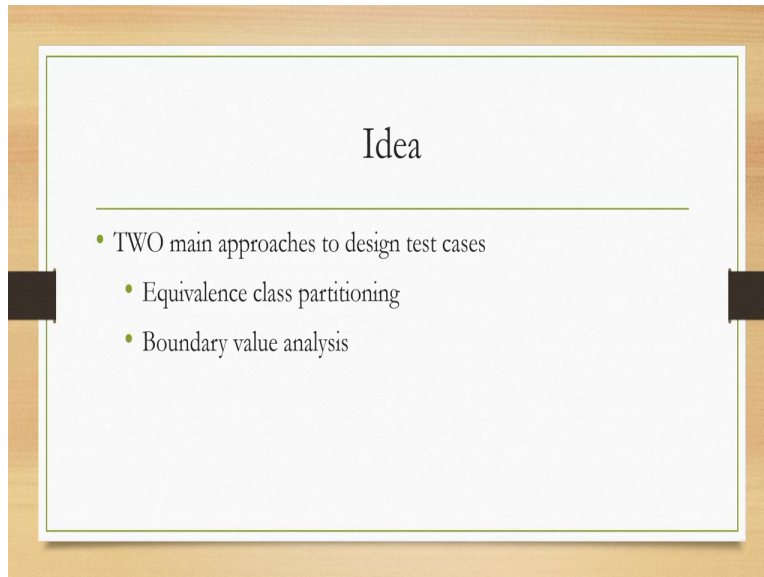 Idea
• TWO main approaches to design test cases
• Equivalence class partitioning
• Boundary value analysis